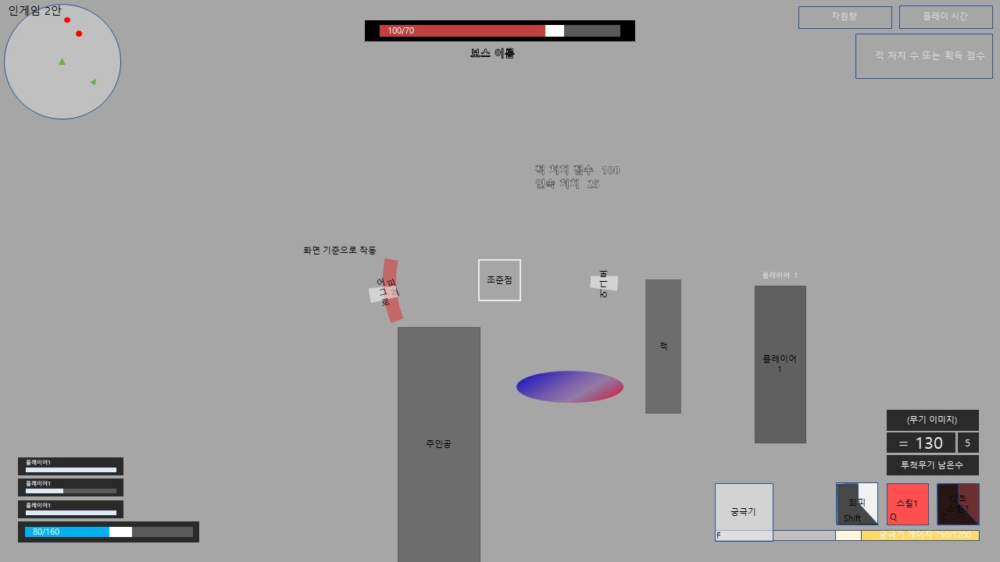 인게임 2안
100/70
보스 이름
자원량
플레이 시간
적 처치 수 또는 획득 점수
적 처치 점수 100
연속 처치 25
화면 기준으로 작동
어그로
피격
조준점
어그로
플레이어 1
적
플레이어
1
주인공
(무기 이미지)
= 130
5
투척무기 남은수
플레이어1
플레이어1
플레이어1
80/160
궁극기
F
회피
Shift
스킬1
Q
12초
스킬2
C
궁극기 게이지 750/1200